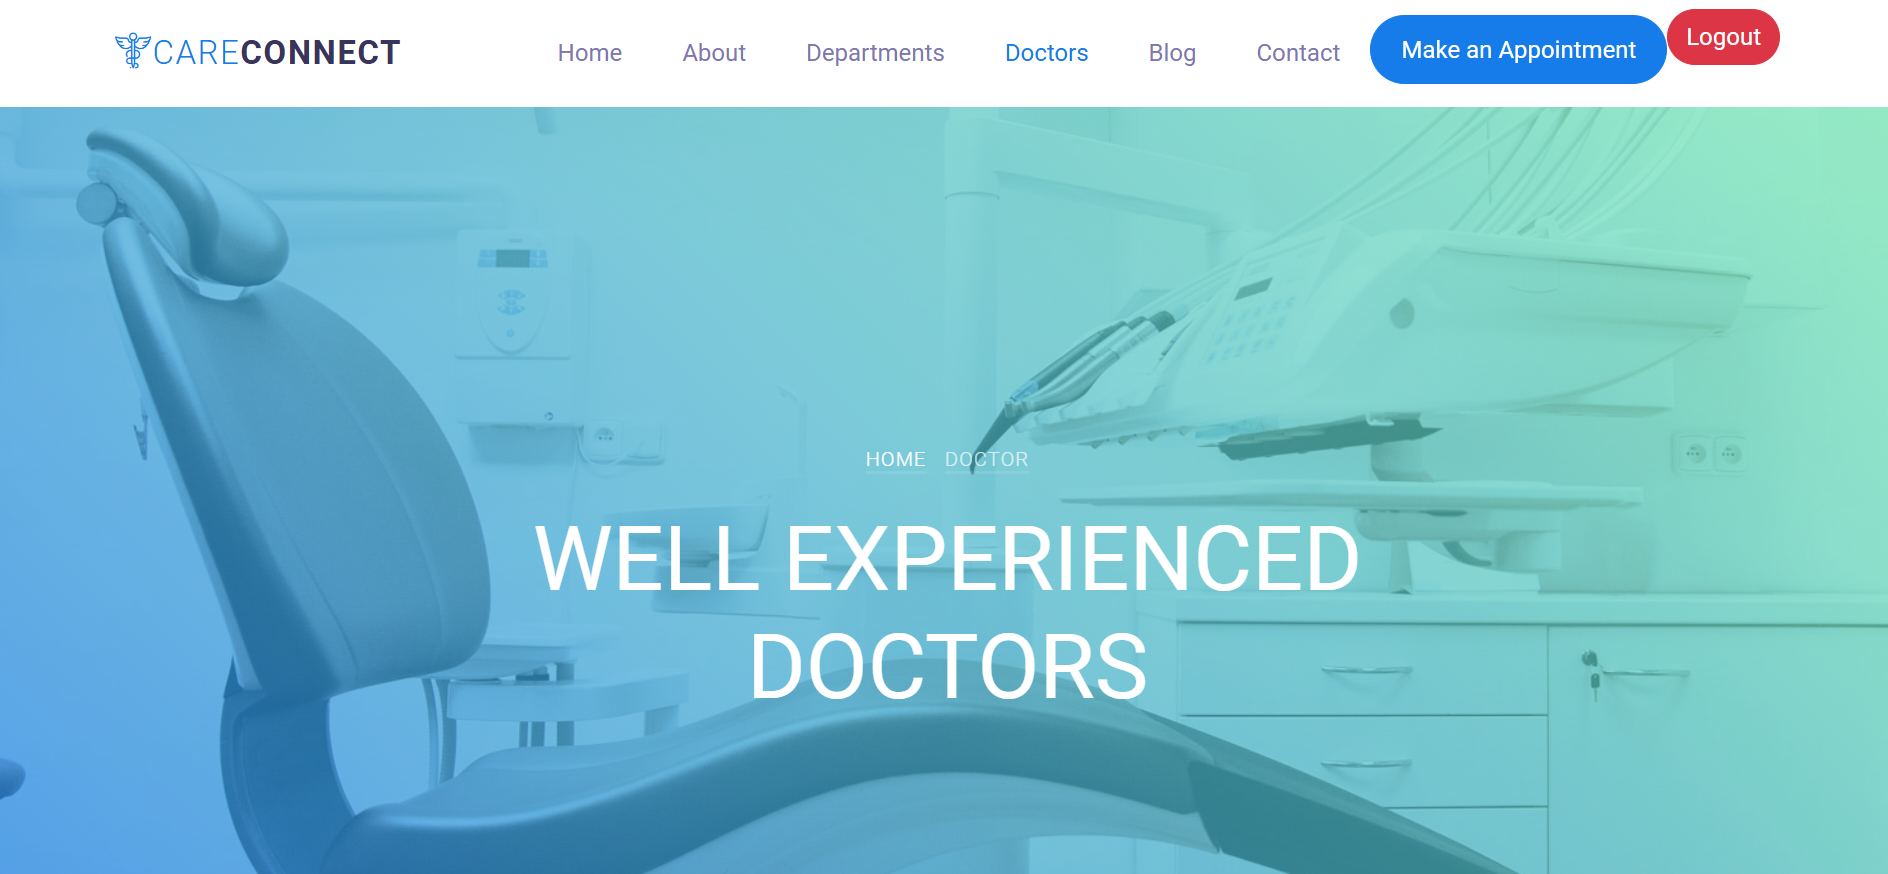 CARECONNECT
Home About Departments Doctors Blog Contact Make an Appointment Logout
HOME DOCTOR
WELL EXPERIENCED
DOCTORS